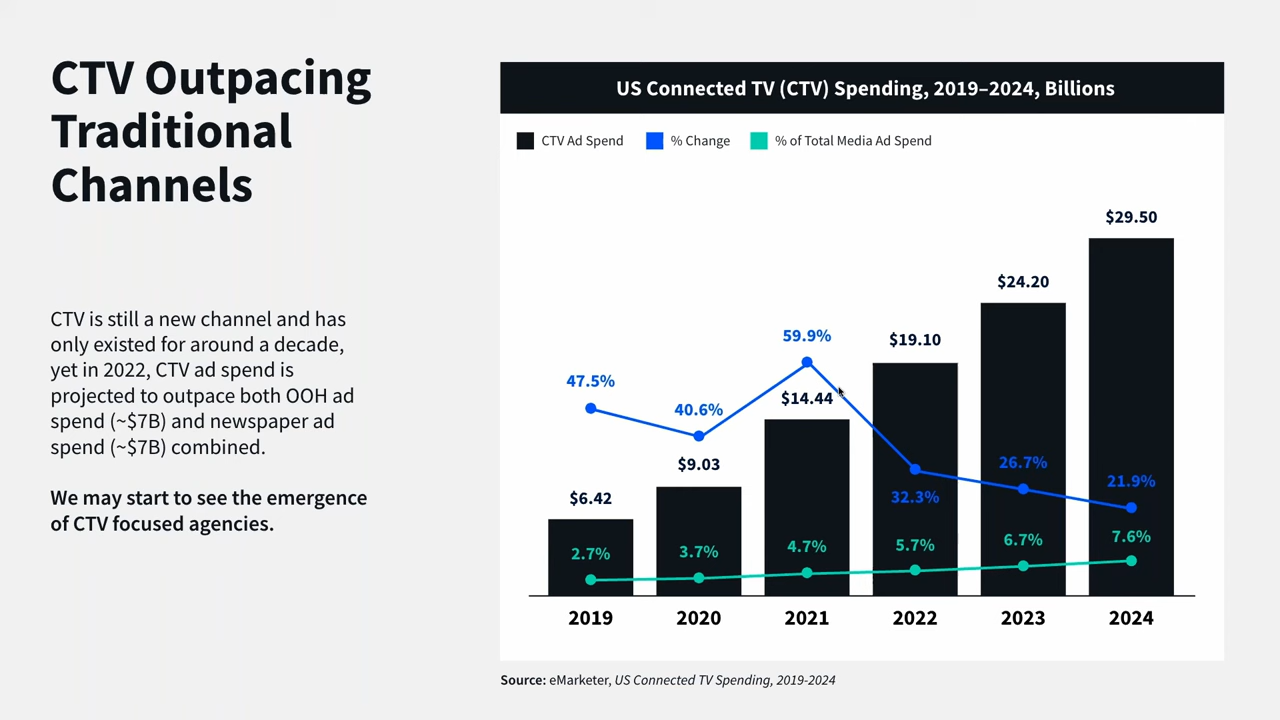 CTV Outpacing
Traditional
Channels
CTV is still a new channel and has
only existed for around a decade,
yet in 2022, CTV ad spend is
projected to outpace both OOH ad
spend (~$7B) and newspaper ad
spend (~$7B) combined.
We may start to see the emergence
of CTV focused agencies.
US Connected TV (CTV) Spending, 2019–2024, Billions
CTV Ad Spend % Change % of Total Media Ad Spend
$29.50
$24.20
59.9% $19.10
47.5%
$14.44
40.6%
$9.03 26.7%
21.9%
$6.42 32.3%
2.7% 3.7% 4.7% 5.7% 6.7% 7.6%
2019 2020 2021 2022 2023 2024
Source: eMarketer, US Connected TV Spending, 2019-2024